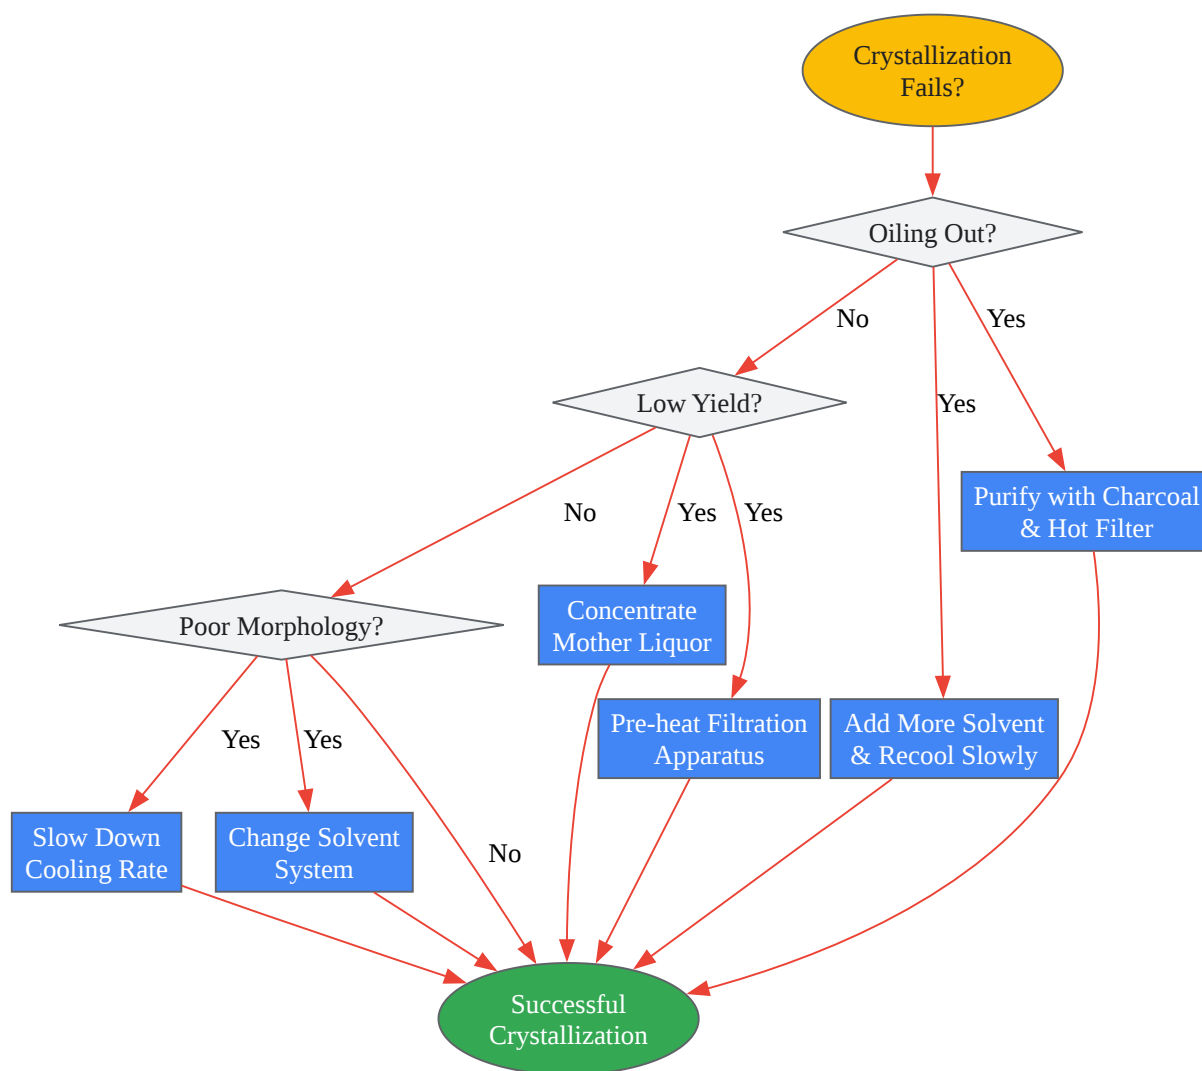 Crystallization
Fails?
Oiling Out?
No
Yes
Low Yield?
Yes
Purify with Charcoal
& Hot Filter
No
Yes
Yes
Concentrate
Mother Liquor
Poor Morphology?
Pre-heat Filtration
Apparatus
Add More Solvent
& Recool Slowly
Yes
Yes
Slow Down
Cooling Rate
Change Solvent
System
No
Successful
Crystallization